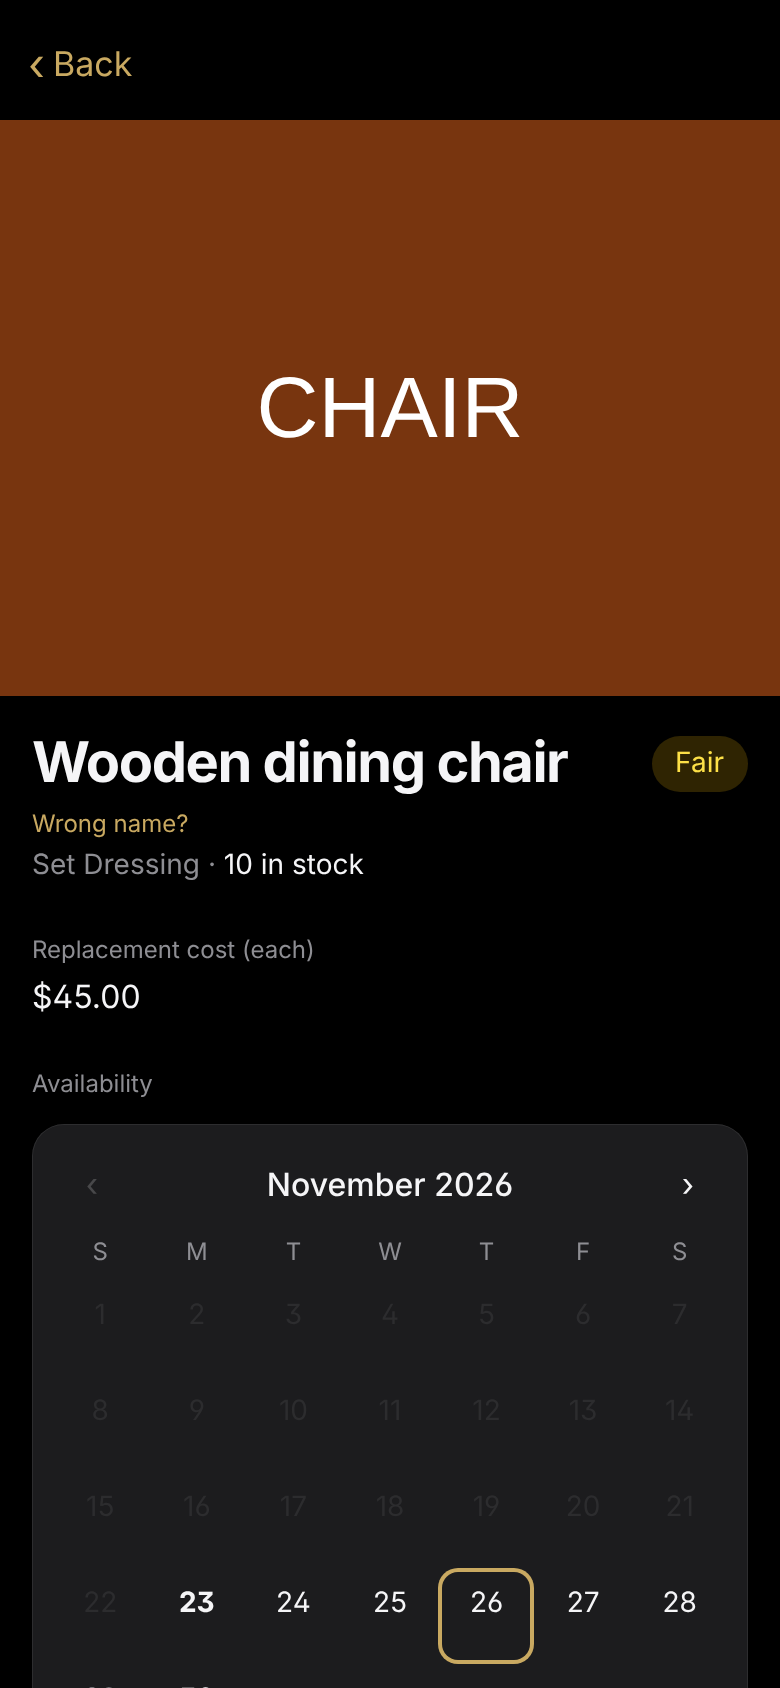 ‹ Back
CHAIR
Wooden dining chair
Fair
Wrong name?
Set Dressing · 10 in stock
Replacement cost (each)
$45.00
Availability
‹ November 2026 ›
S M T W T F S
1 2 3 4 5 6 7
8 9 10 11 12 13 14
15 16 17 18 19 20 21
22 23 24 25 26 27 28